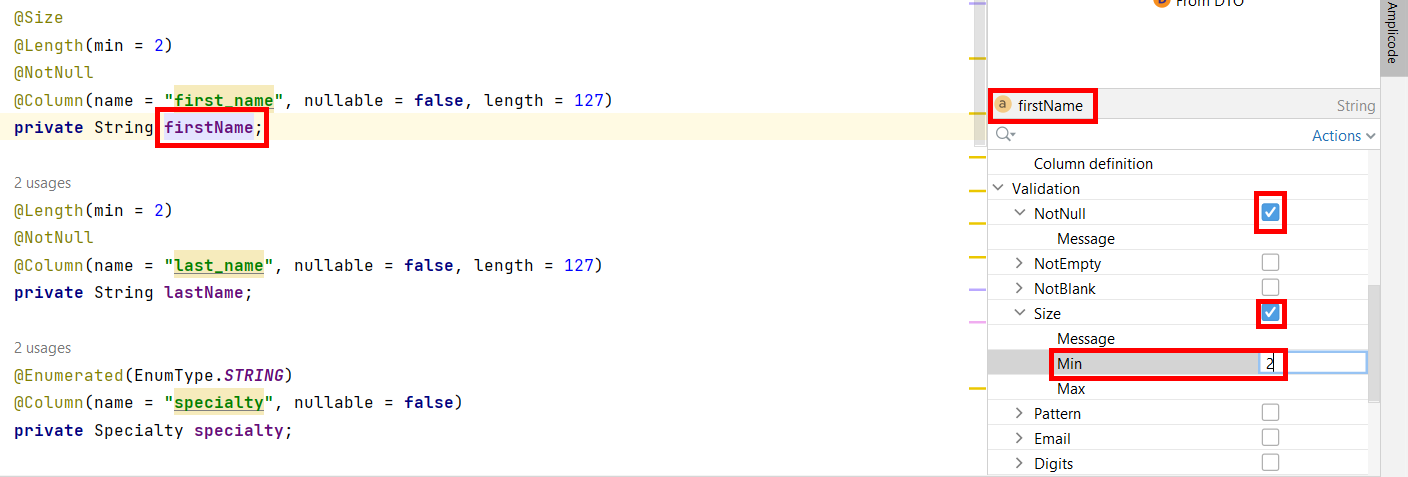 @Size
@Length(min = 2)
@NotNull
@Column(name = "first_name", nullable = false, length = 127)
private String firstName;
2 usages
@Length(min = 2)
@NotNull
@Column(name = "last_name", nullable = false, length = 127)
private String lastName;
2 usages
@Enumerated(EnumType.STRING)
@Column(name = "specialty", nullable = false)
private Specialty specialty;
From DTO
a firstName String
Actions
Column definition
Validation
NotNull
Message
NotEmpty
NotBlank
Size
Message
Min 2
Max
Pattern
Email
Digits
Amplicode